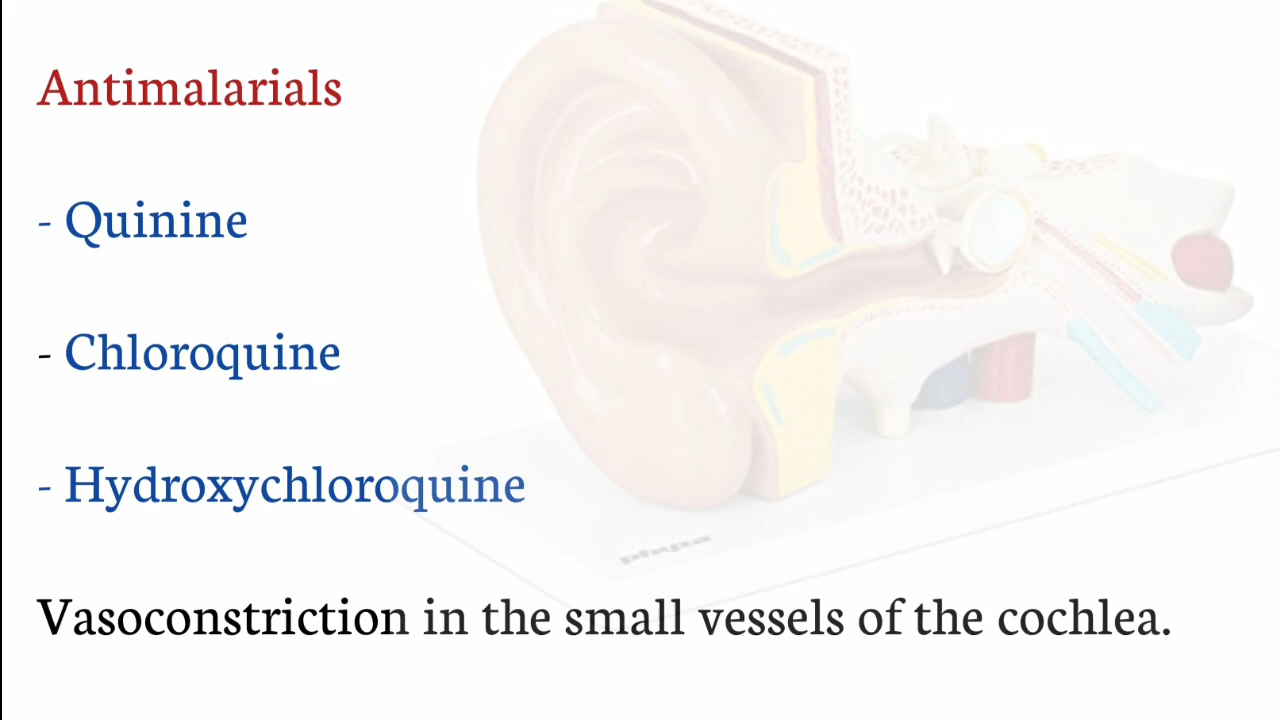 Antimalarials
- Quinine
- Chloroquine
- Hydroxychloroquine
Vasoconstriction in the small vessels of the cochlea.